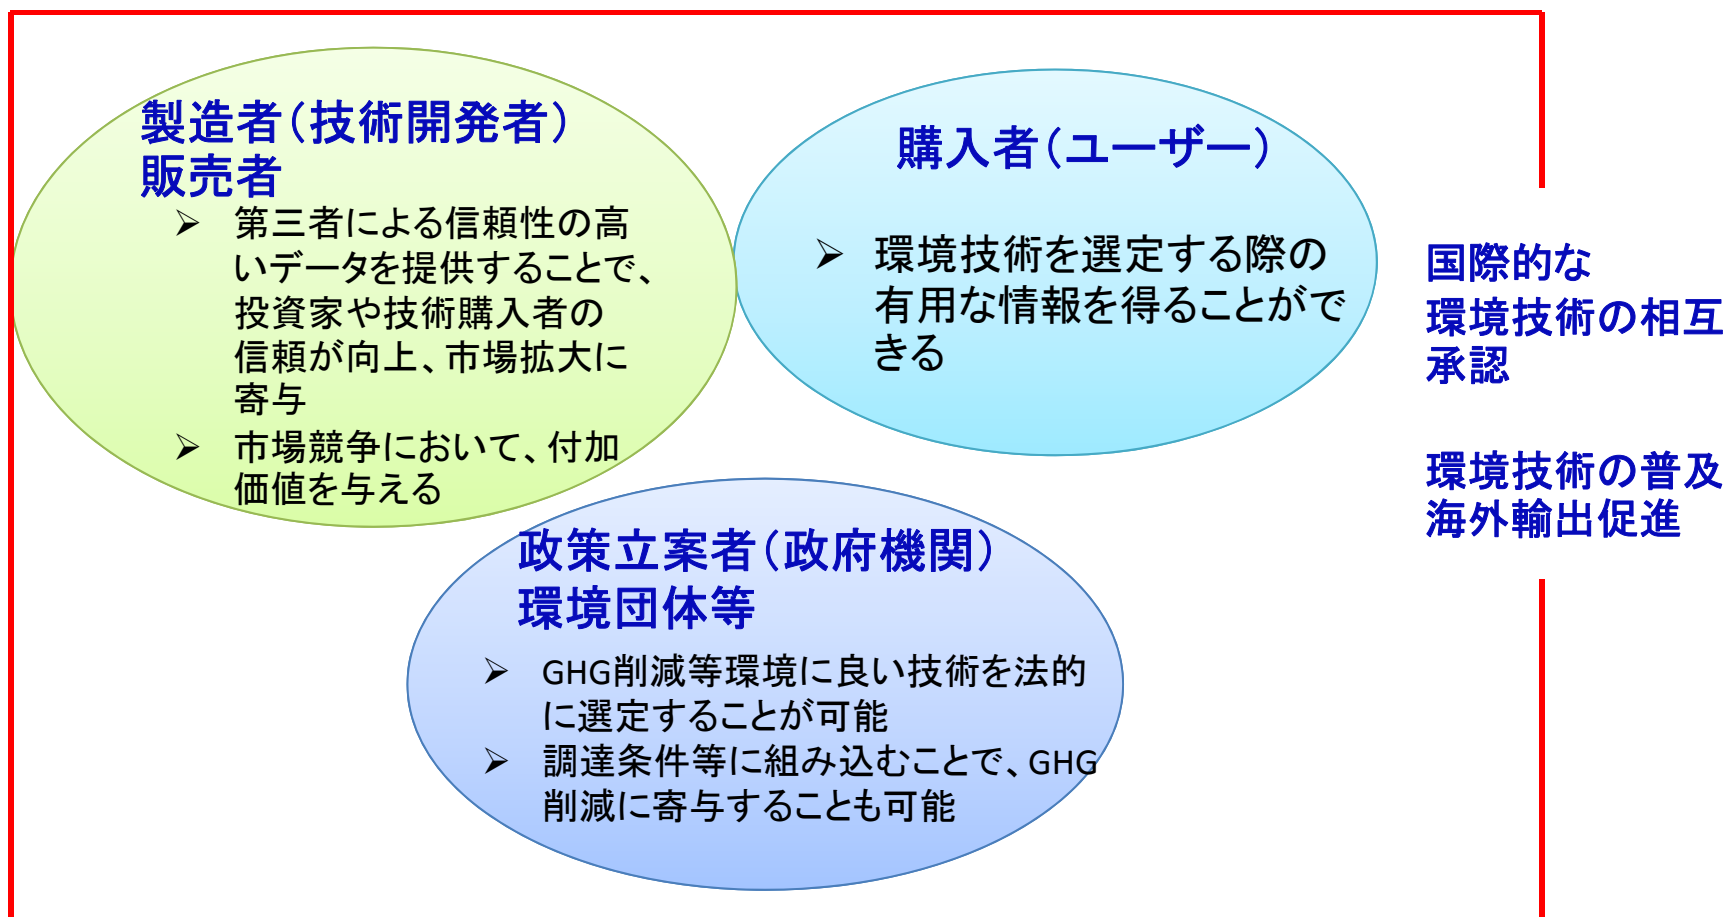 製造者（技術開発者）
販売者
➢ 第三者による信頼性の高
いデータを提供することで、
投資家や技術購入者の
信頼が向上、市場拡大に
寄与
➢ 市場競争において、付加
価値を与える
購入者（ユーザー）
➢ 環境技術を選定する際の
有用な情報を得ることがで
きる
政策立案者（政府機関）
環境団体等
➢ GHG削減等環境に良い技術を法的
に選定することが可能
➢ 調達条件等に組み込むことで、GHG
削減に寄与することも可能
国際的な
環境技術の相互
承認
環境技術の普及
海外輸出促進